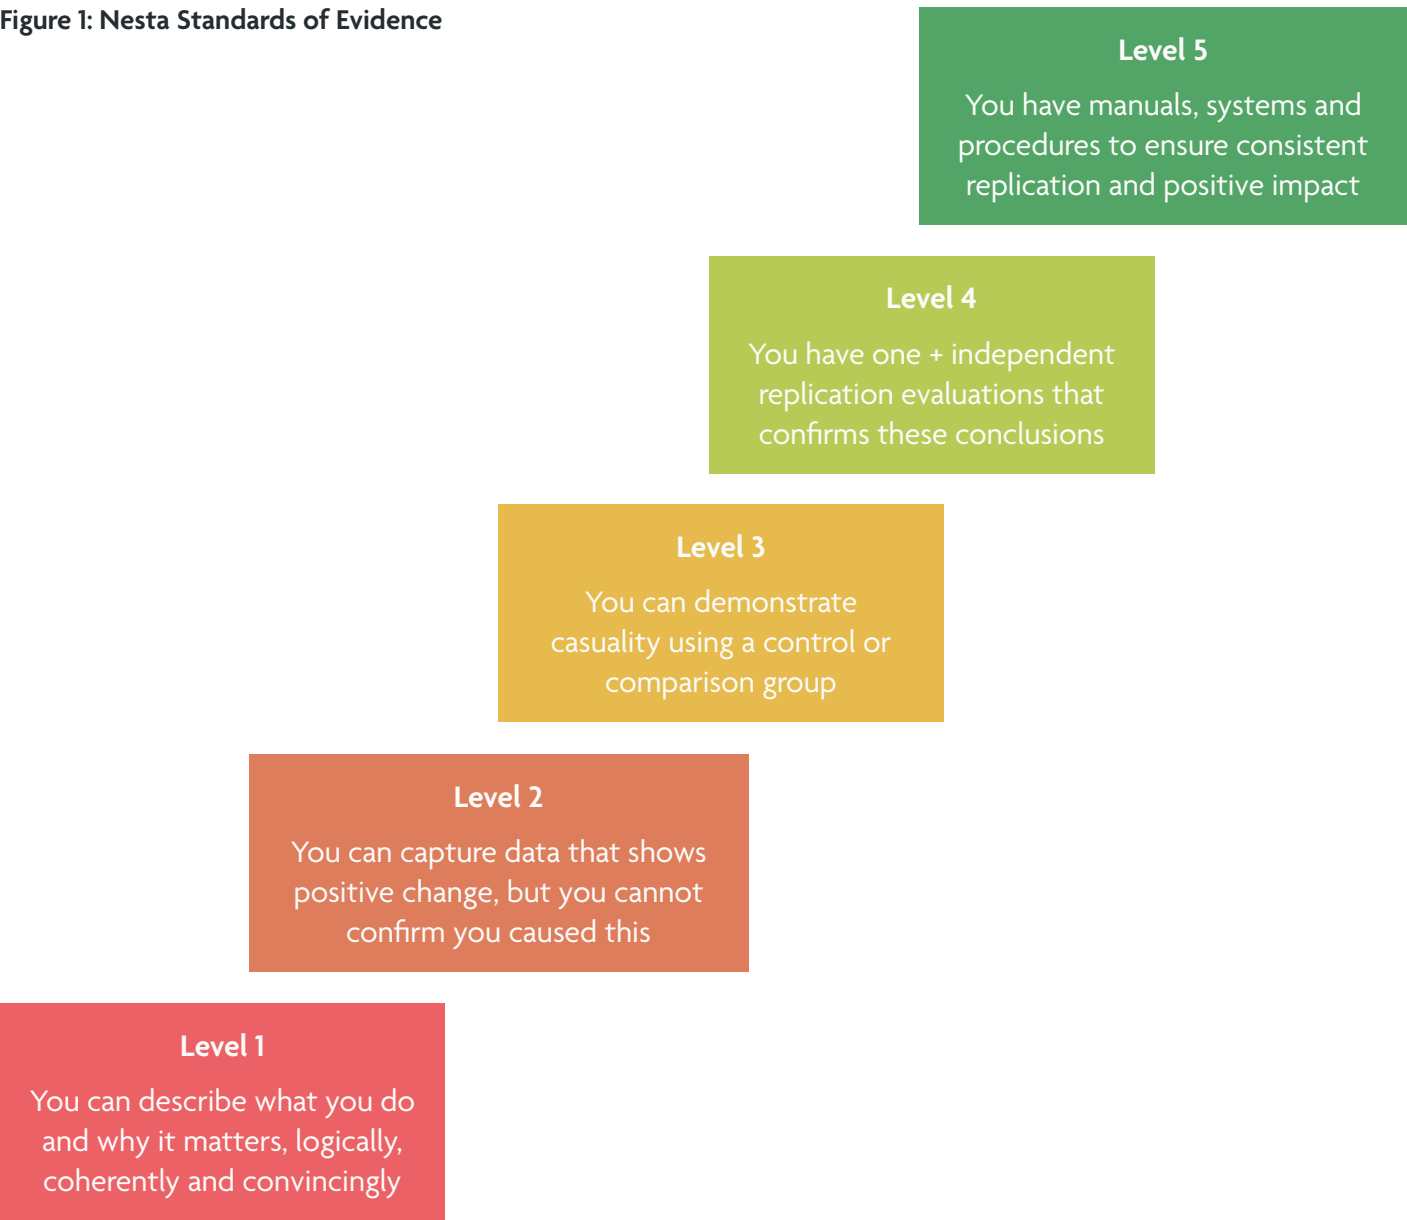 Figure 1: Nesta Standards of Evidence
Level 5
You have manuals, systems and
procedures to ensure consistent
replication and positive impact
Level 4
You have one + independent
replication evaluations that
confirms these conclusions
Level 3
You can demonstrate
casuality using a control or
comparison group
Level 2
You can capture data that shows
positive change, but you cannot
confirm you caused this
Level 1
You can describe what you do
and why it matters, logically,
coherently and convincingly